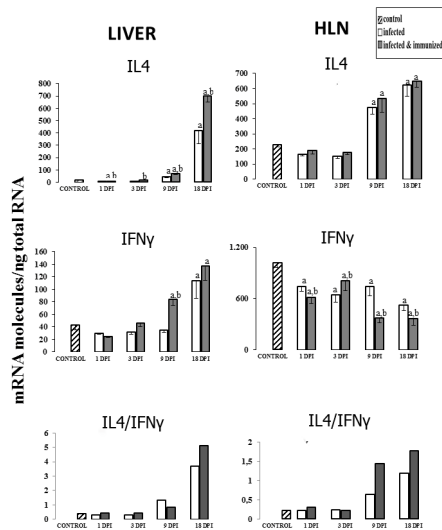 LIVER
HLN
control
infected
infected & immunized
mRNA molecules/ng total RNA
IL4
800
700
600
500
400
300
200
100
0
a,b
b
a,b
a
a,b
CONTROL 1 DPI 3 DPI 9 DPI 18 DPI
IL4
700
600
500
400
300
200
100
0
a
a
a
a
CONTROL 1 DPI 3 DPI 9 DPI 18 DPI
IFNγ
160
140
120
100
80
60
40
20
0
a,b
a
a
CONTROL 1 DPI 3 DPI 9 DPI 18 DPI
IFNγ
1.200
600
0
a
a,b
a
a,b
a
a,b
a
a,b
CONTROL 1 DPI 3 DPI 9 DPI 18 DPI
IL4/IFNγ
6
5
4
3
2
1
0
CONTROL 1 DPI 3 DPI 9 DPI 18 DPI
IL4/IFNγ
2
1,5
1
0,5
0
CONTROL 1 DPI 3 DPI 9 DPI 18 DPI